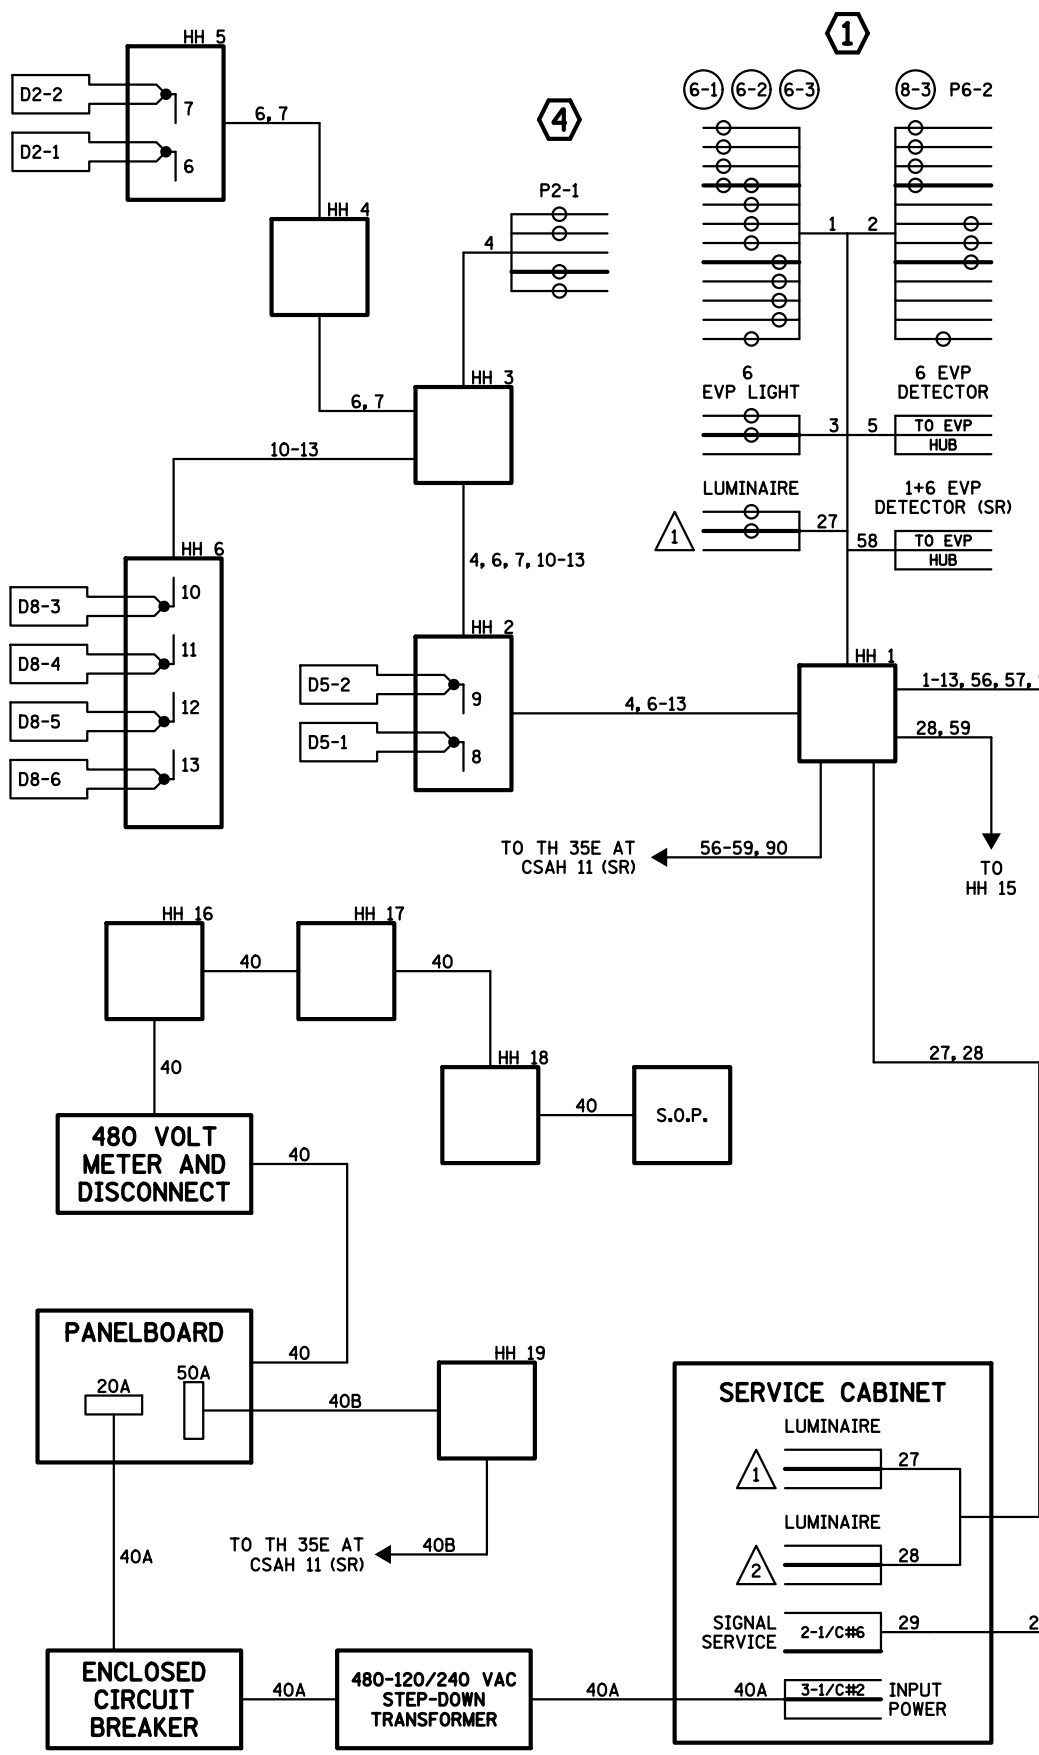 HH 5
D2-2
7
D2-1
6
6, 7
HH 4
6, 7
4
P2-1
4
1
6-1 6-2 6-3
8-3 P6-2
1 2
6
EVP LIGHT
3 5
6 EVP
DETECTOR
TO EVP
HUB
LUMINAIRE
1
27
1+6 EVP
DETECTOR (SR)
58
TO EVP
HUB
HH 3
10-13
4, 6, 7, 10-13
HH 6
D8-3
10
D8-4
11
D8-5
12
D8-6
13
HH 2
D5-2
9
D5-1
8
4, 6-13
HH 1
1-13, 56, 57,
28, 59
TO TH 35E AT
CSAH 11 (SR)
56-59, 90
TO
HH 15
HH 16
40
HH 17
40
40
HH 18
40
S.O.P.
27, 28
480 VOLT
METER AND
DISCONNECT
40
PANELBOARD
40
20A
50A
40B
HH 19
TO TH 35E AT
CSAH 11 (SR)
40B
40A
SERVICE CABINET
LUMINAIRE
1
27
LUMINAIRE
2
28
SIGNAL
SERVICE
2-1/C#6
29
2
ENCLOSED
CIRCUIT
BREAKER
40A
480-120/240 VAC
STEP-DOWN
TRANSFORMER
40A
40A
3-1/C#2
INPUT
POWER